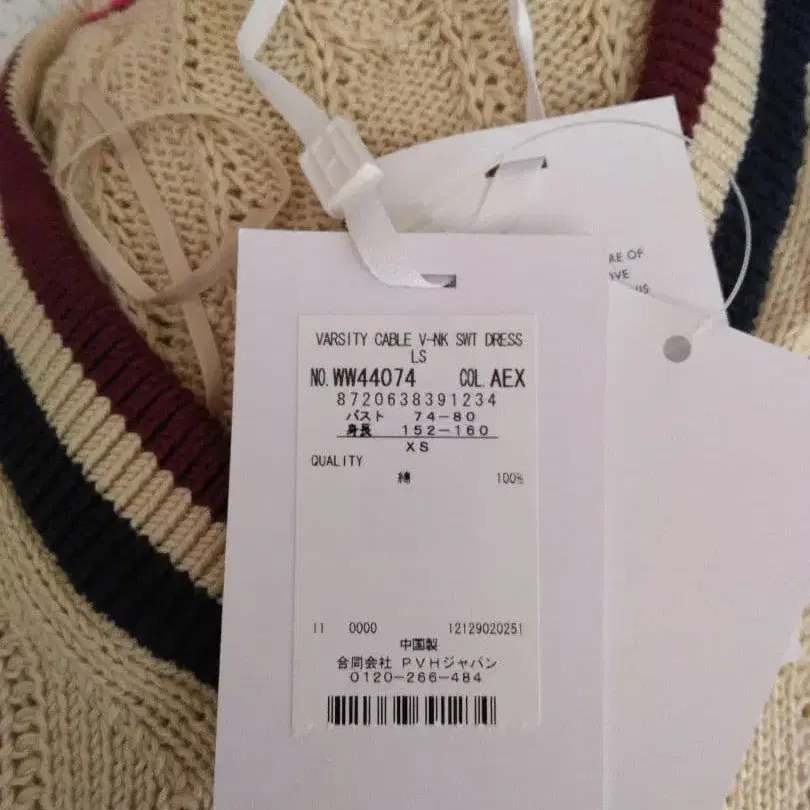 VARSITY CABLE V-NK SWT DRESS
LS
NO. WW44074 COL. AEX
8720638391234
バスト 74-80
身長 152-160
XS
QUALITY
綿 100%
11 0000 12129020251
中国製
合同会社 PVHジャパン
0120-266-484
RE OF